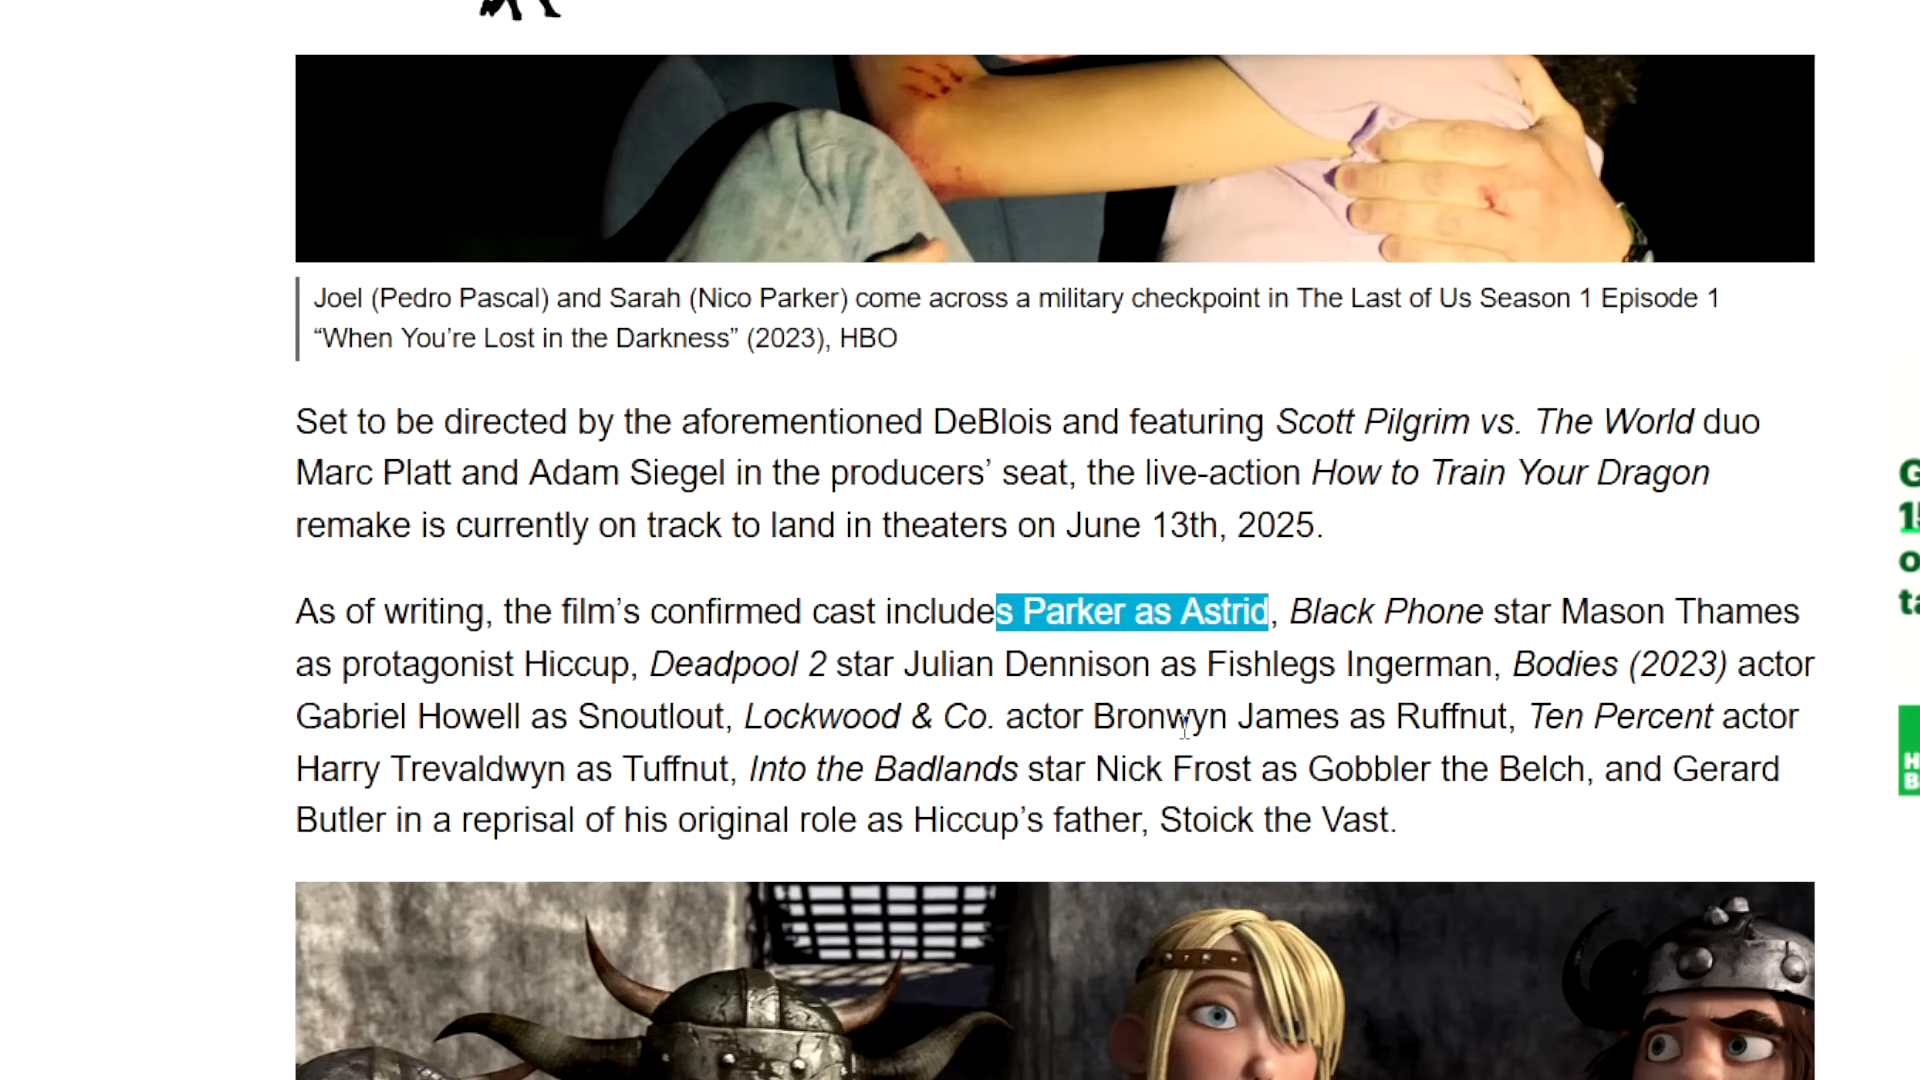 Joel (Pedro Pascal) and Sarah (Nico Parker) come across a military checkpoint in The Last of Us Season 1 Episode 1
“When You’re Lost in the Darkness” (2023), HBO
Set to be directed by the aforementioned DeBlois and featuring Scott Pilgrim vs. The World duo
Marc Platt and Adam Siegel in the producers’ seat, the live-action How to Train Your Dragon
remake is currently on track to land in theaters on June 13th, 2025.
As of writing, the film’s confirmed cast includes Parker as Astrid, Black Phone star Mason Thames
as protagonist Hiccup, Deadpool 2 star Julian Dennison as Fishlegs Ingerman, Bodies (2023) actor
Gabriel Howell as Snoutlout, Lockwood & Co. actor Bronwyn James as Ruffnut, Ten Percent actor
Harry Trevaldwyn as Tuffnut, Into the Badlands star Nick Frost as Gobbler the Belch, and Gerard
Butler in a reprisal of his original role as Hiccup’s father, Stoick the Vast.